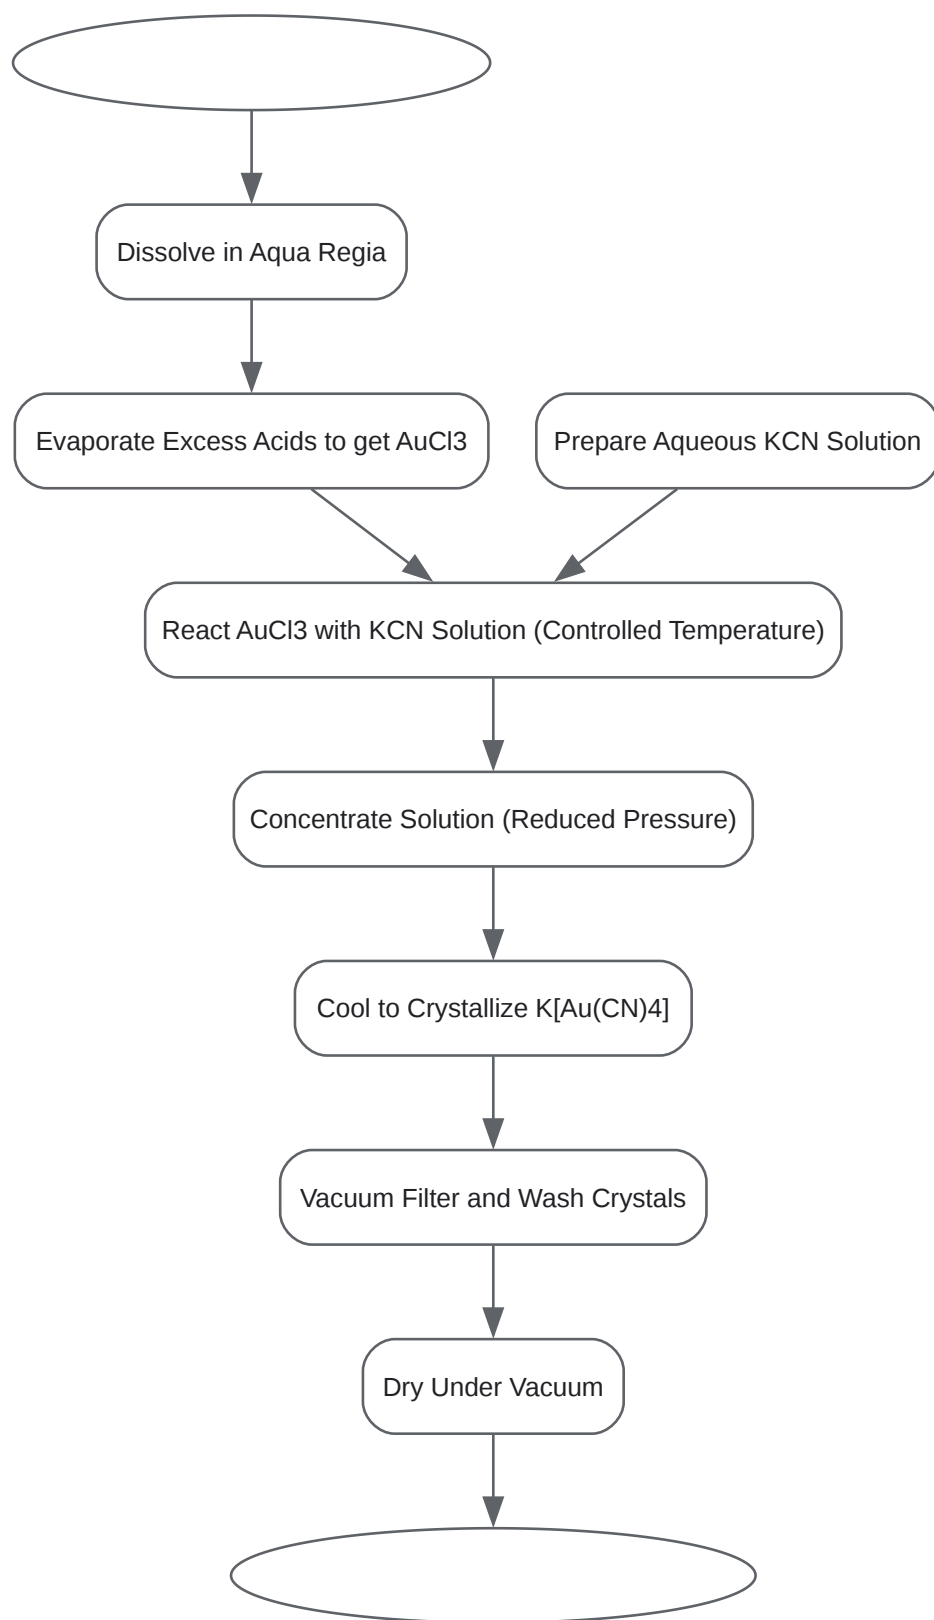 Dissolve in Aqua Regia
Evaporate Excess Acids to get AuCl3
Prepare Aqueous KCN Solution
React AuCl3 with KCN Solution (Controlled Temperature)
Concentrate Solution (Reduced Pressure)
Cool to Crystallize K[Au(CN)4]
Vacuum Filter and Wash Crystals
Dry Under Vacuum